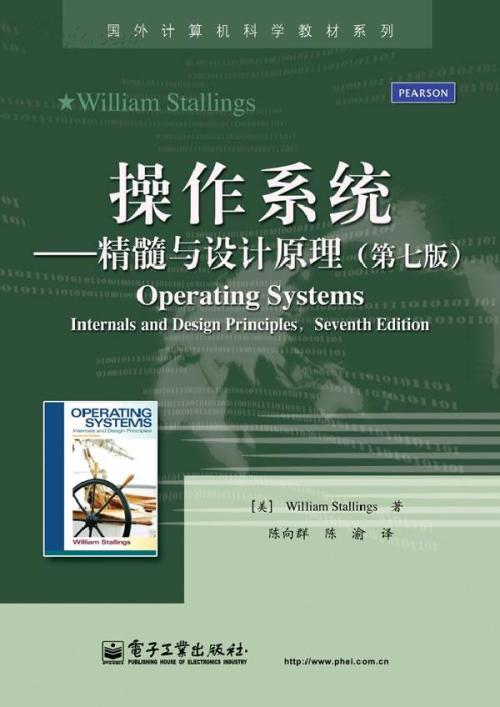 国外计算机科学教材系列
★William Stallings
PEARSON
操作系统
——精髓与设计原理（第七版）
Operating Systems
Internals and Design Principles, Seventh Edition
OPERATING
SYSTEMS
Internals and Design Principles
William Stallings
[美] William Stallings 著
陈向群 陈 渝 译
电子工业出版社
PUBLISHING HOUSE OF ELECTRONICS INDUSTRY
http://www.phei.com.cn